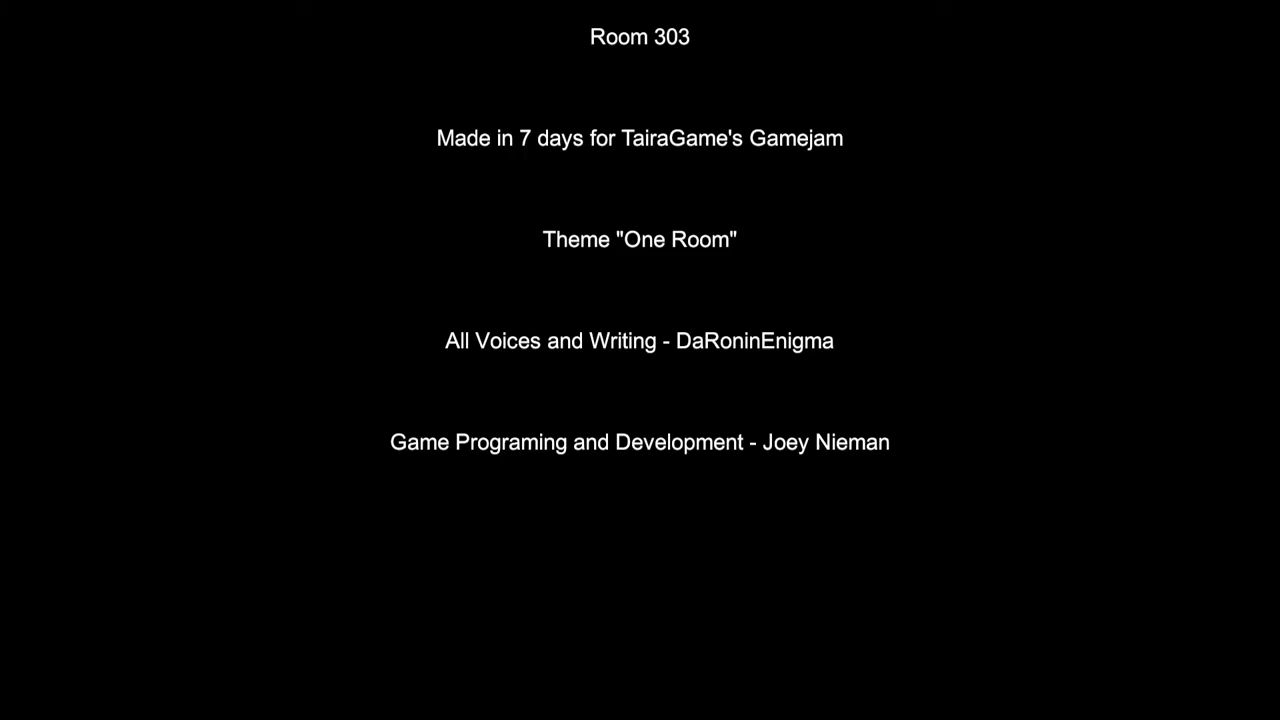 Room 303
Made in 7 days for TairaGame's Gamejam
Theme "One Room"
All Voices and Writing - DaRoninEnigma
Game Programing and Development - Joey Nieman